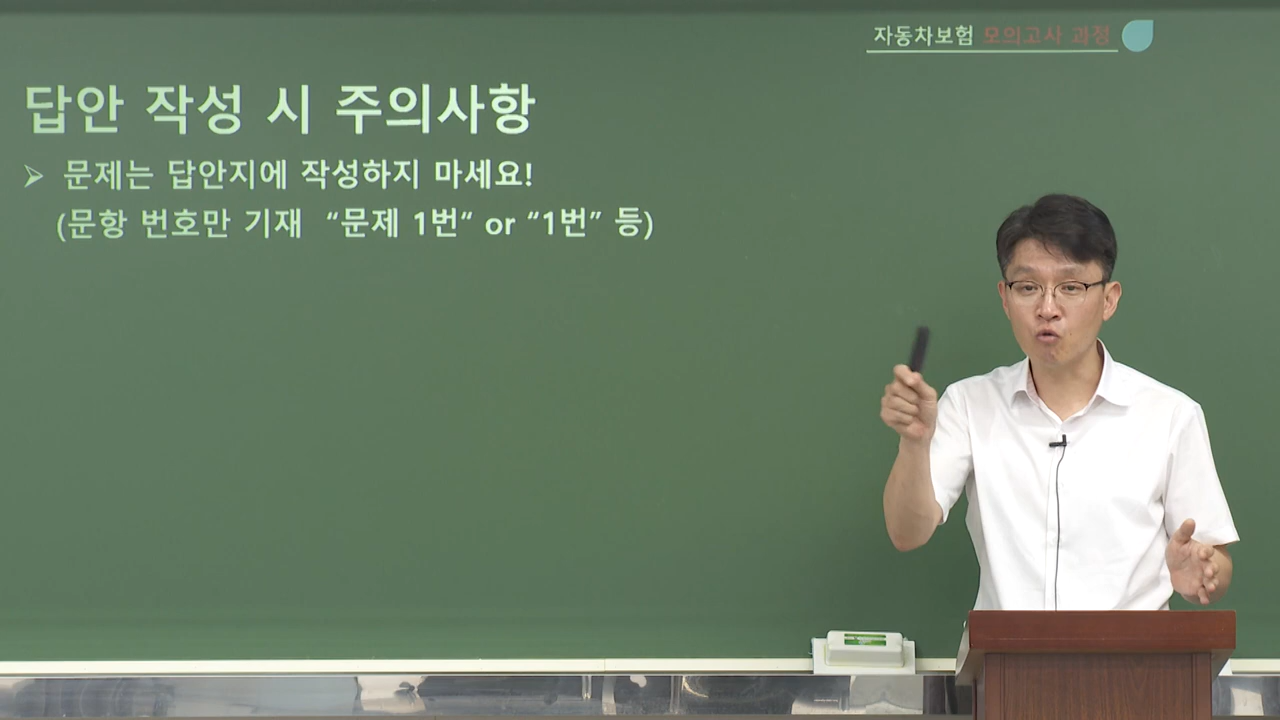 자동차보험 모의고사 과정
답안 작성 시 주의사항
➢ 문제는 답안지에 작성하지 마세요!
(문항 번호만 기재 “문제 1번“ or “1번” 등)